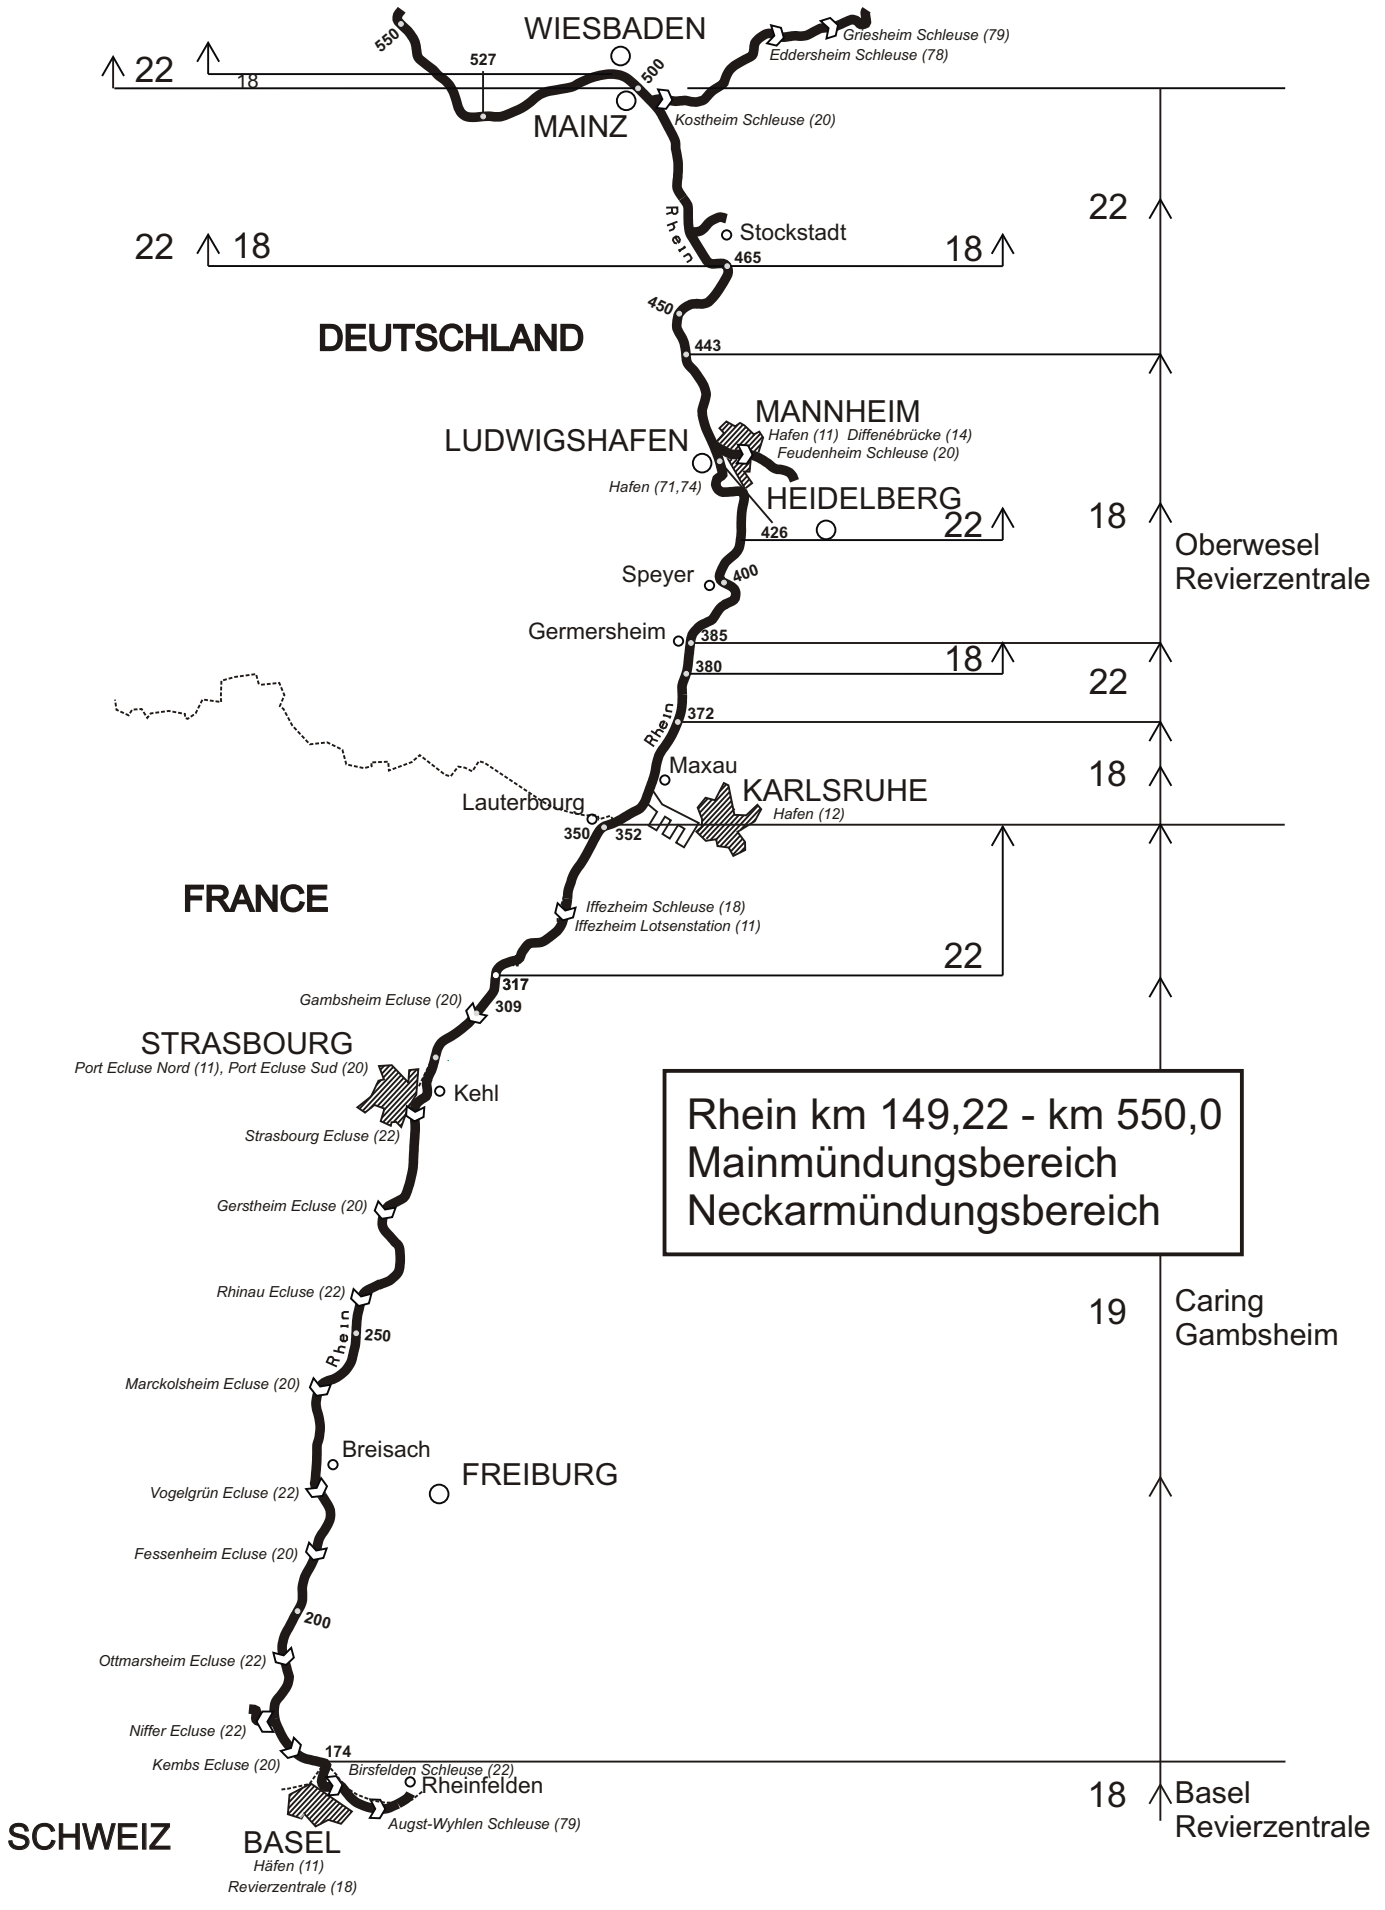 550
WIESBADEN
Griesheim Schleuse (79)
Eddersheim Schleuse (78)
527
500
22
18
MAINZ
Kostheim Schleuse (20)
22
Rhein
Stockstadt
22
18
18
465
450
DEUTSCHLAND
443
MANNHEIM
Hafen (11) Diffenébrücke (14)
LUDWIGSHAFEN
Feudenheim Schleuse (20)
Hafen (71,74)
HEIDELBERG
22
18
426
Oberwesel
Revierzentrale
Speyer
400
Germersheim
385
18
380
22
Rhein
372
Maxau
18
KARLSRUHE
Lauterbourg
Hafen (12)
350
352
FRANCE
Iffezheim Schleuse (18)
Iffezheim Lotsenstation (11)
22
317
Gambsheim Ecluse (20)
309
STRASBOURG
Port Ecluse Nord (11), Port Ecluse Sud (20)
Kehl
Strasbourg Ecluse (22)
Rhein km 149,22 - km 550,0
Mainmündungsbereich
Neckarmündungsbereich
Gerstheim Ecluse (20)
Rhinau Ecluse (22)
19
Caring
Gambsheim
Rhein
250
Marckolsheim Ecluse (20)
Breisach
FREIBURG
Vogelgrün Ecluse (22)
Fessenheim Ecluse (20)
200
Ottmarsheim Ecluse (22)
Niffer Ecluse (22)
174
Kembs Ecluse (20)
Birsfelden Schleuse (22)
Rheinfelden
18
Basel
Revierzentrale
Augst-Wyhlen Schleuse (79)
SCHWEIZ
BASEL
Häfen (11)
Revierzentrale (18)